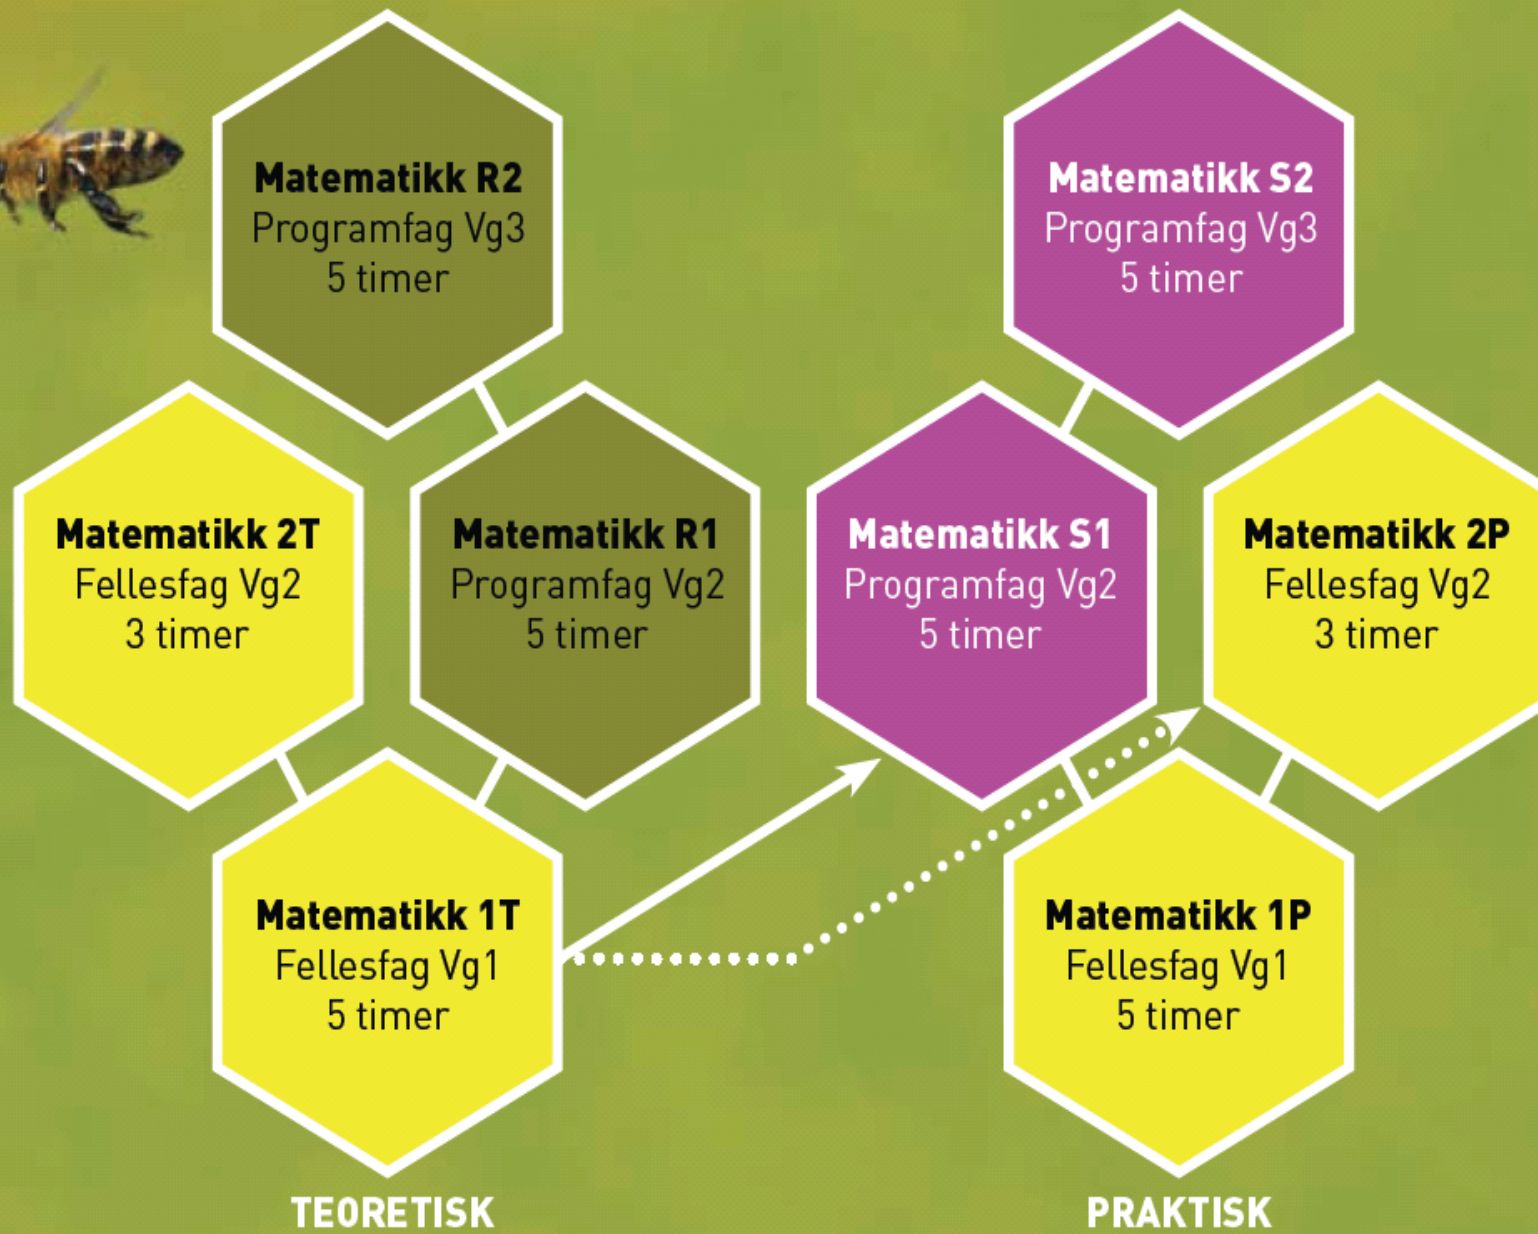 Matematikk R2
Programfag Vg3
5 timer
Matematikk S2
Programfag Vg3
5 timer
Matematikk 2T
Fellesfag Vg2
3 timer
Matematikk R1
Programfag Vg2
5 timer
Matematikk S1
Programfag Vg2
5 timer
Matematikk 2P
Fellesfag Vg2
3 timer
Matematikk 1T
Fellesfag Vg1
5 timer
Matematikk 1P
Fellesfag Vg1
5 timer
TEORETISK
PRAKTISK